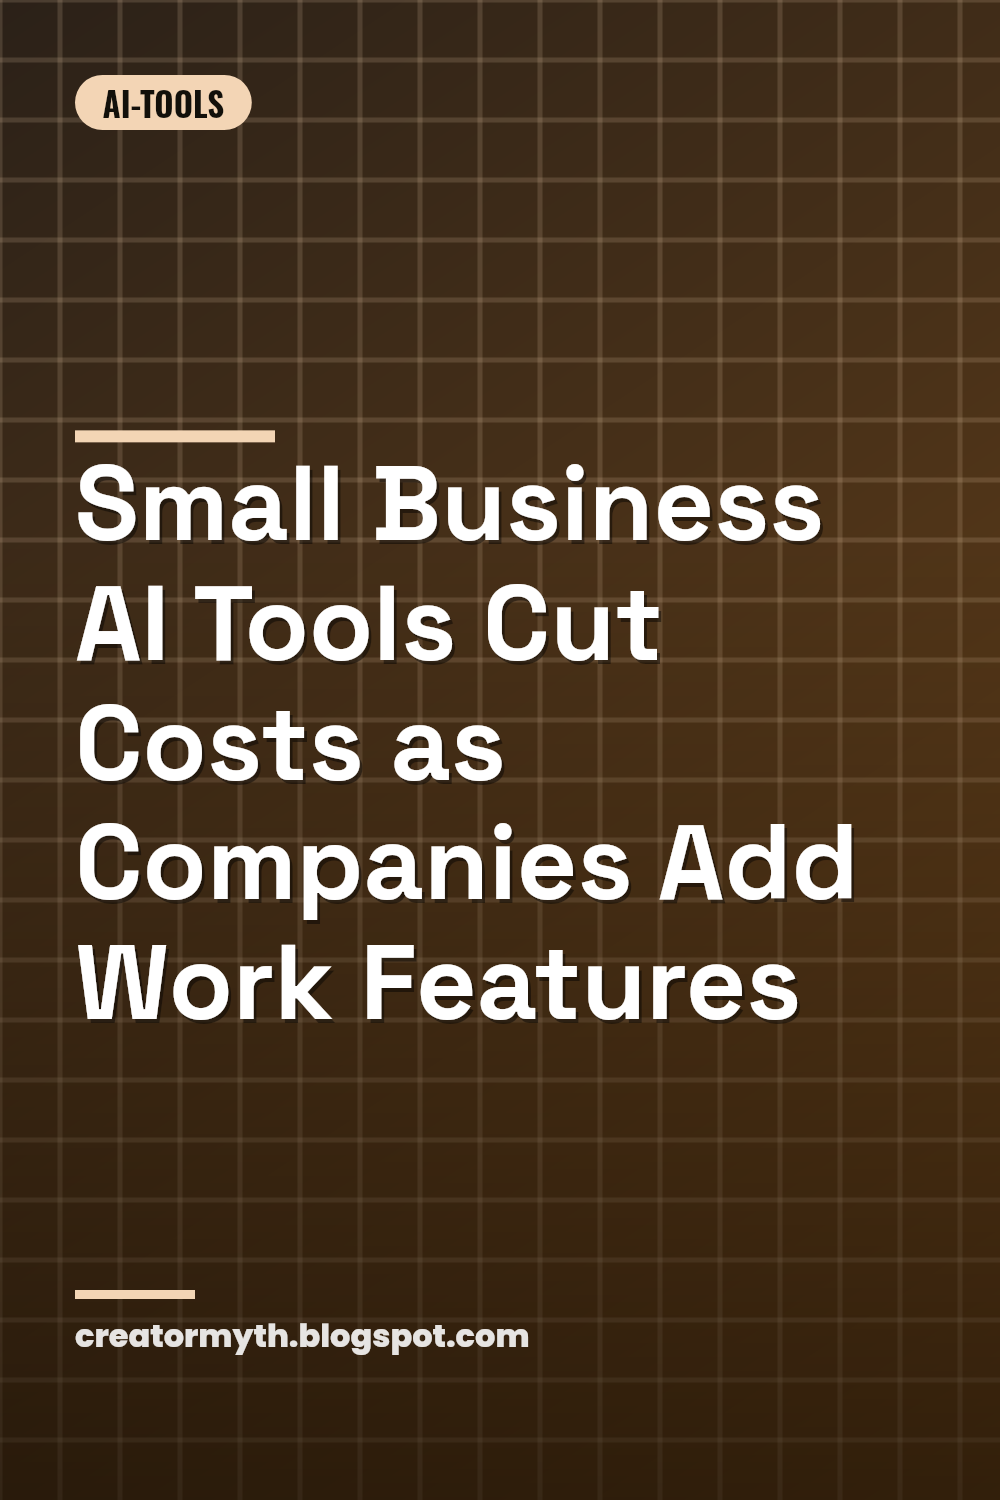 AI-TOOLS
Small Business
AI Tools Cut
Costs as
Companies Add
Work Features
creatormyth.blogspot.com